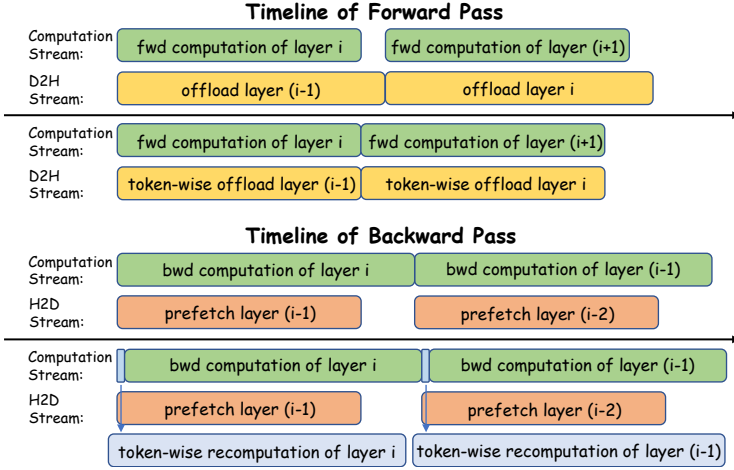 Timeline of Forward Pass
Computation
Stream:
fwd computation of layer i
fwd computation of layer (i+1)
D2H
Stream:
offload layer (i-1)
offload layer i
Computation
Stream:
fwd computation of layer i
fwd computation of layer (i+1)
D2H
Stream:
token-wise offload layer (i-1)
token-wise offload layer i
Timeline of Backward Pass
Computation
Stream:
bwd computation of layer i
bwd computation of layer (i-1)
H2D
Stream:
prefetch layer (i-1)
prefetch layer (i-2)
Computation
Stream:
bwd computation of layer i
bwd computation of layer (i-1)
H2D
Stream:
prefetch layer (i-1)
prefetch layer (i-2)
token-wise recomputation of layer i
token-wise recomputation of layer (i-1)